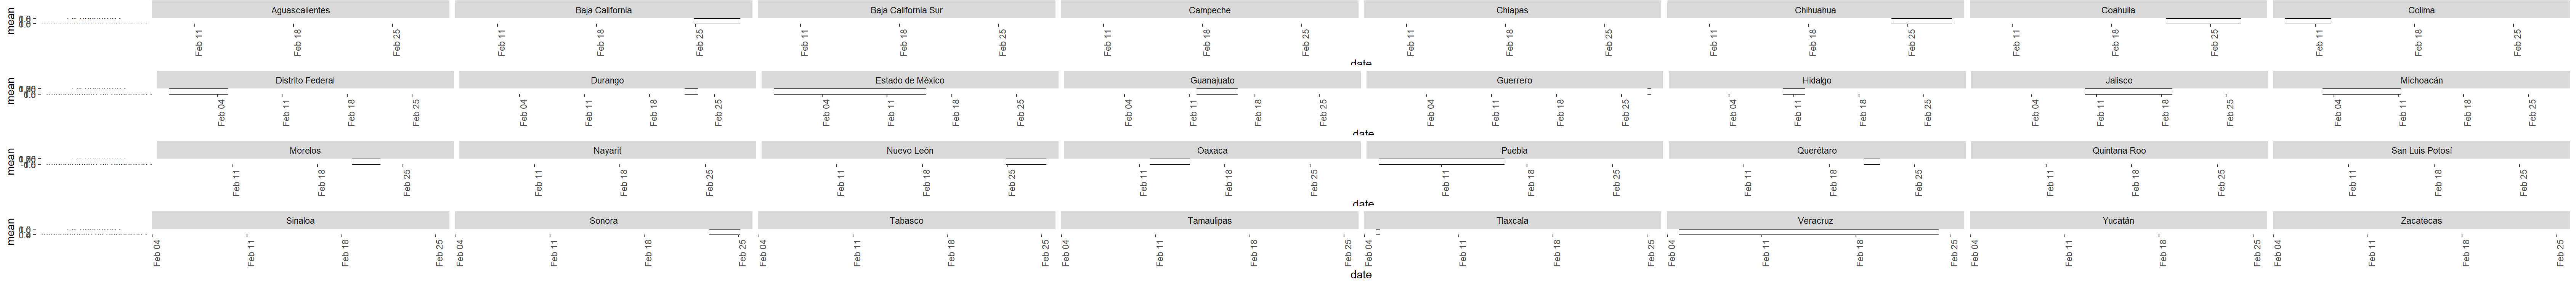 Aguascalientes Baja California Baja California Sur Campeche Chiapas Chihuahua Coahuila Colima
mean
Feb 11 Feb 18 Feb 25 Feb 11 Feb 18 Feb 25 Feb 11 Feb 18 Feb 25 Feb 11 Feb 18 Feb 25 Feb 11 Feb 18 Feb 25 Feb 11 Feb 18 Feb 25 Feb 11 Feb 18 Feb 25 Feb 11 Feb 18 Feb 25
date
Distrito Federal Durango Estado de México Guanajuato Guerrero Hidalgo Jalisco Michoacán
mean
Feb 04 Feb 11 Feb 18 Feb 25 Feb 04 Feb 11 Feb 18 Feb 25 Feb 04 Feb 11 Feb 18 Feb 25 Feb 04 Feb 11 Feb 18 Feb 25 Feb 04 Feb 11 Feb 18 Feb 25 Feb 04 Feb 11 Feb 18 Feb 25 Feb 04 Feb 11 Feb 18 Feb 25 Feb 04 Feb 11 Feb 18 Feb 25
date
Morelos Nayarit Nuevo León Oaxaca Puebla Querétaro Quintana Roo San Luis Potosí
mean
Feb 11 Feb 18 Feb 25 Feb 11 Feb 18 Feb 25 Feb 11 Feb 18 Feb 25 Feb 11 Feb 18 Feb 25 Feb 11 Feb 18 Feb 25 Feb 11 Feb 18 Feb 25 Feb 11 Feb 18 Feb 25 Feb 11 Feb 18 Feb 25
date
Sinaloa Sonora Tabasco Tamaulipas Tlaxcala Veracruz Yucatán Zacatecas
mean
Feb 04 Feb 11 Feb 18 Feb 25 Feb 04 Feb 11 Feb 18 Feb 25 Feb 04 Feb 11 Feb 18 Feb 25 Feb 04 Feb 11 Feb 18 Feb 25 Feb 04 Feb 11 Feb 18 Feb 25 Feb 04 Feb 11 Feb 18 Feb 25 Feb 04 Feb 11 Feb 18 Feb 25 Feb 04 Feb 11 Feb 18 Feb 25
date